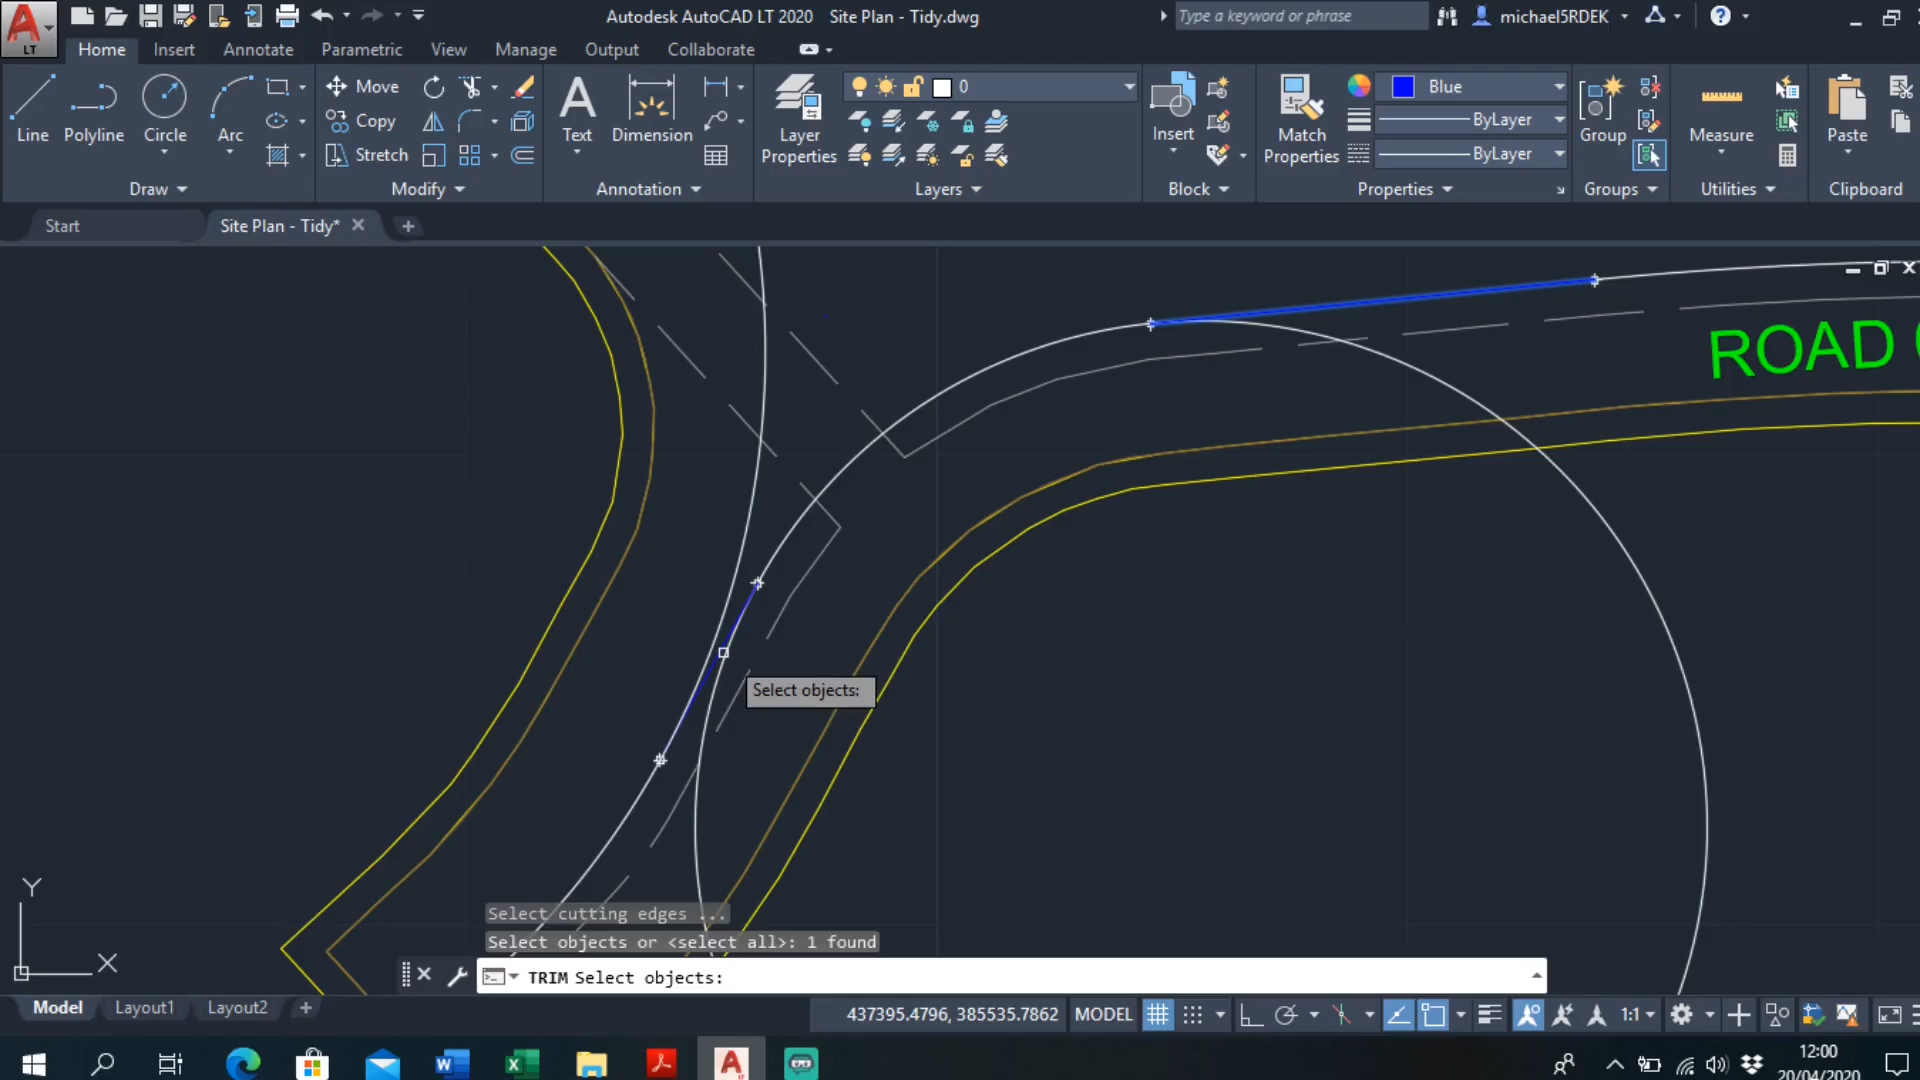 Autodesk AutoCAD LT 2020 Site Plan - Tidy.dwg
Type a keyword or phrase
michael5RDEK
LT
Home Insert Annotate Parametric View Manage Output Collaborate
Line Polyline Circle Arc
Move
Copy
Stretch
Text Dimension
Layer Properties
0
Insert
Match Properties
Blue
ByLayer
ByLayer
Group
Measure
Paste
Draw Modify Annotation Layers Block Properties Groups Utilities Clipboard
Start Site Plan - Tidy*
ROAD
Select objects:
Y
X
Select cutting edges ...
Select objects or <select all>: 1 found
TRIM Select objects:
Model Layout1 Layout2
437395.4796, 385535.7862 MODEL
1:1
12:00
20/04/2020